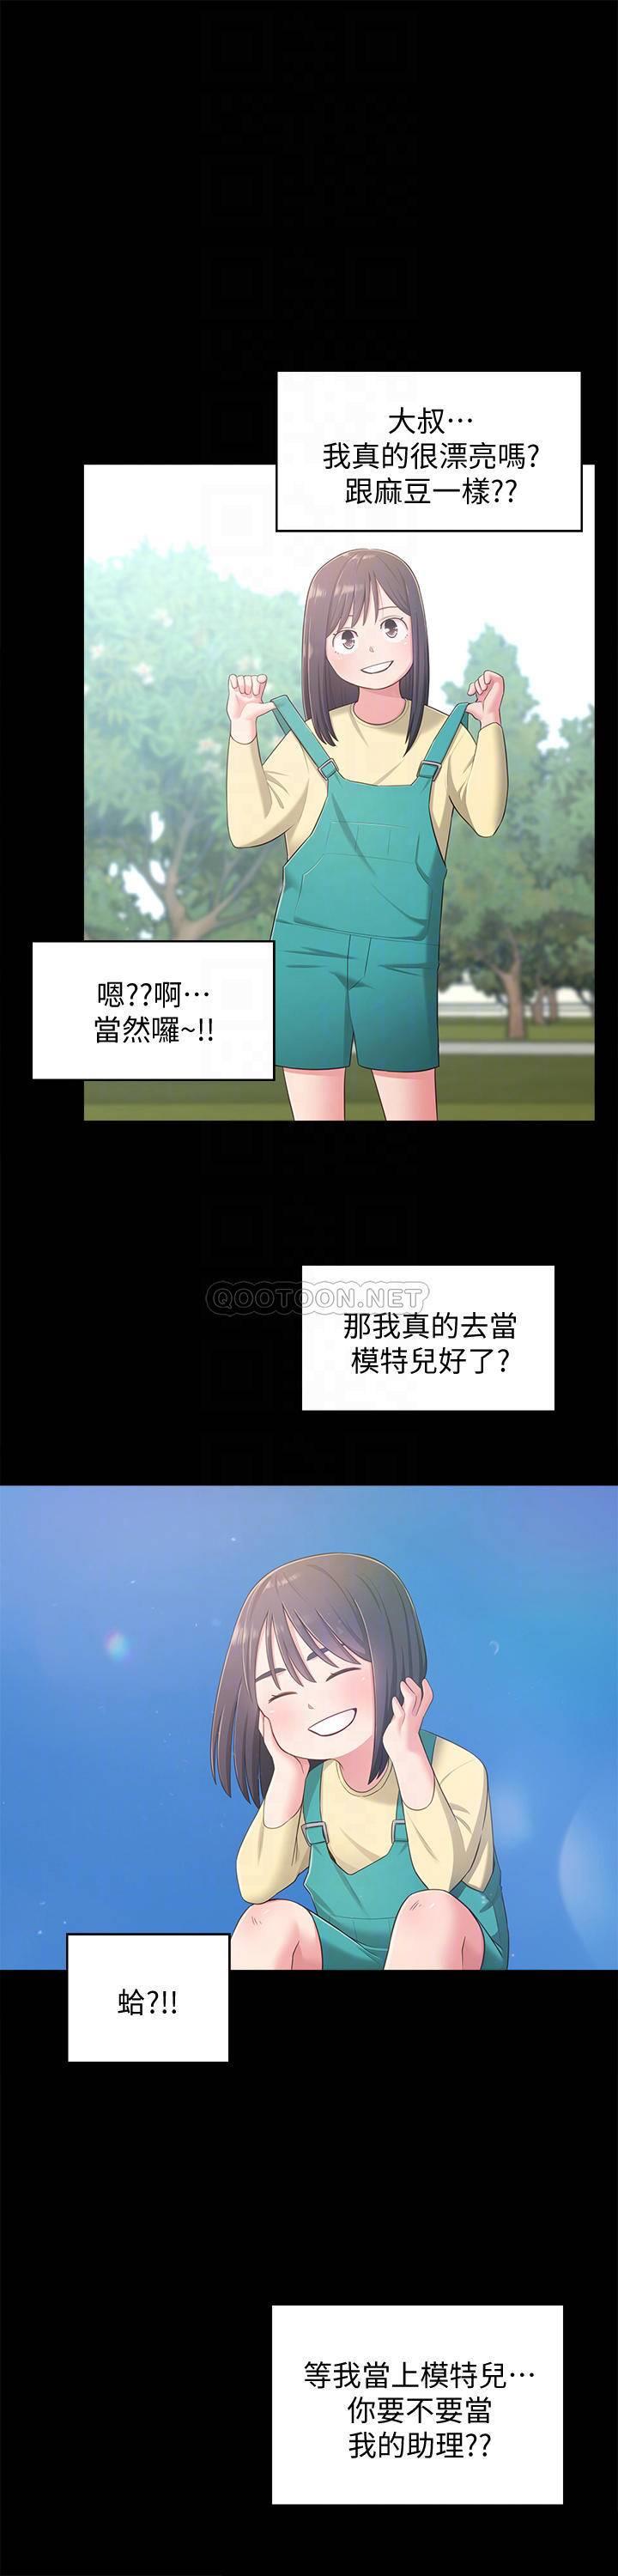 大叔…
我真的很漂亮嗎?
跟麻豆一樣??
嗯??啊…
當然囉~!!
QOOTOON.NET
那我真的去當
模特兒好了?
蛤?!!
等我當上模特兒…
你要不要當
我的助理??